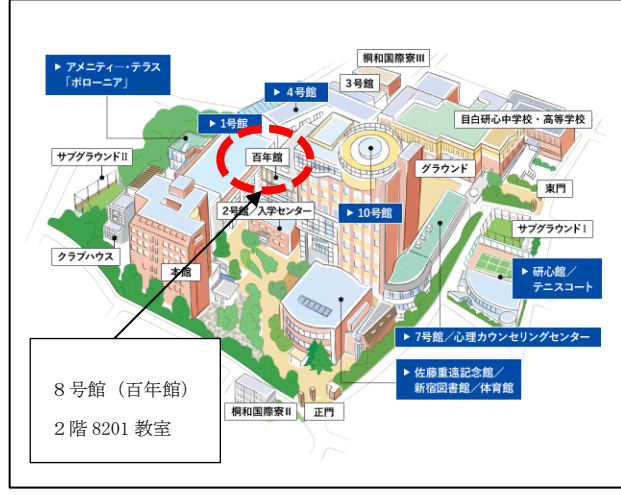 桐和国際寮III
3号館
▶ アメニティ―・テラス
「ポローニア」
▶ 4号館
▶ 1号館
目白研心中学校・高等学校
百年館
サブグラウンドII
グラウンド
東門
2号館／入学センター
▶ 10号館
サブグラウンドI
クラブハウス
本館
▶ 研心館／
テニスコート
▶ 7号館／心理カウンセリングセンター
▶ 佐藤重遠記念館／
新宿図書館／体育館
8号館（百年館）
2階 8201 教室
桐和国際寮II
正門